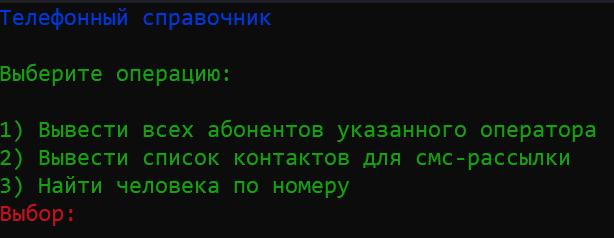 Телефонный справочник
Выберите операцию:
1) Вывести всех абонентов указанного оператора
2) Вывести список контактов для смс-рассылки
3) Найти человека по номеру
Выбор: